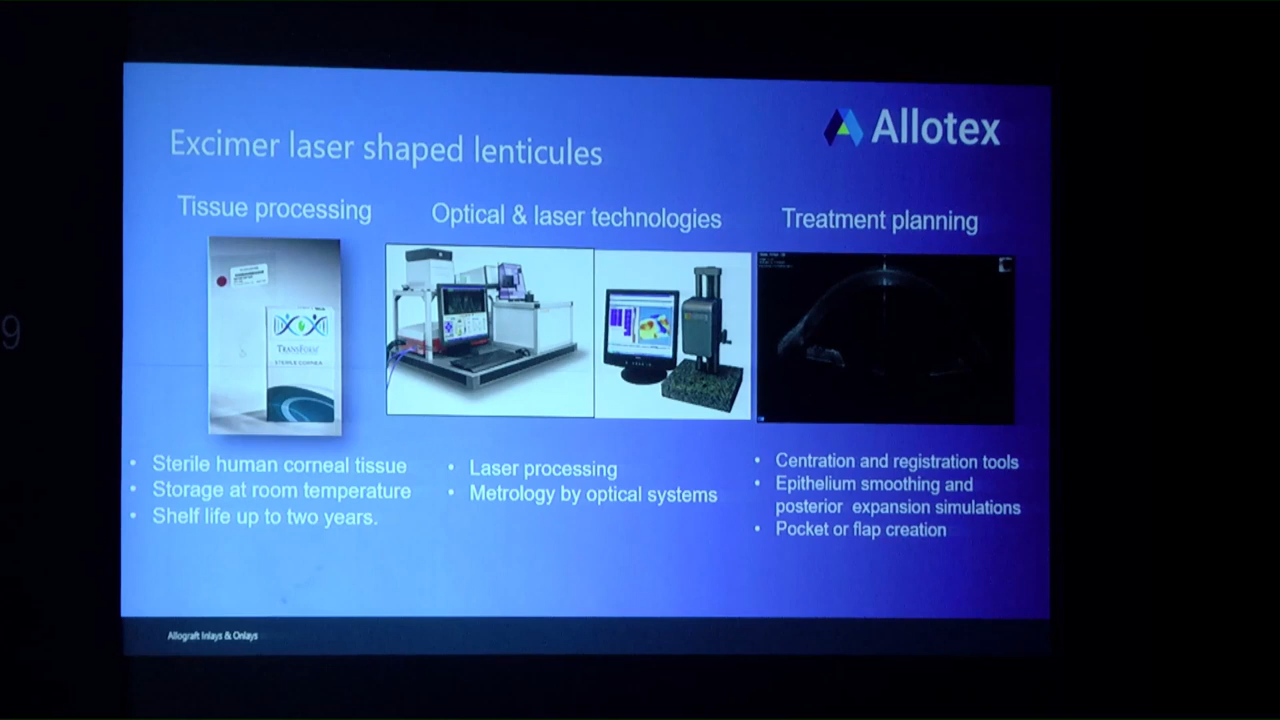 Allotex
Excimer laser shaped lenticules
Tissue processing
Optical & laser technologies
Treatment planning
TRANSFORM
STERILE CORNEA
• Sterile human corneal tissue
• Storage at room temperature
• Shelf life up to two years.
• Laser processing
• Metrology by optical systems
• Centration and registration tools
• Epithelium smoothing and
posterior expansion simulations
• Pocket or flap creation
Allograft Inlays & Onlays
9